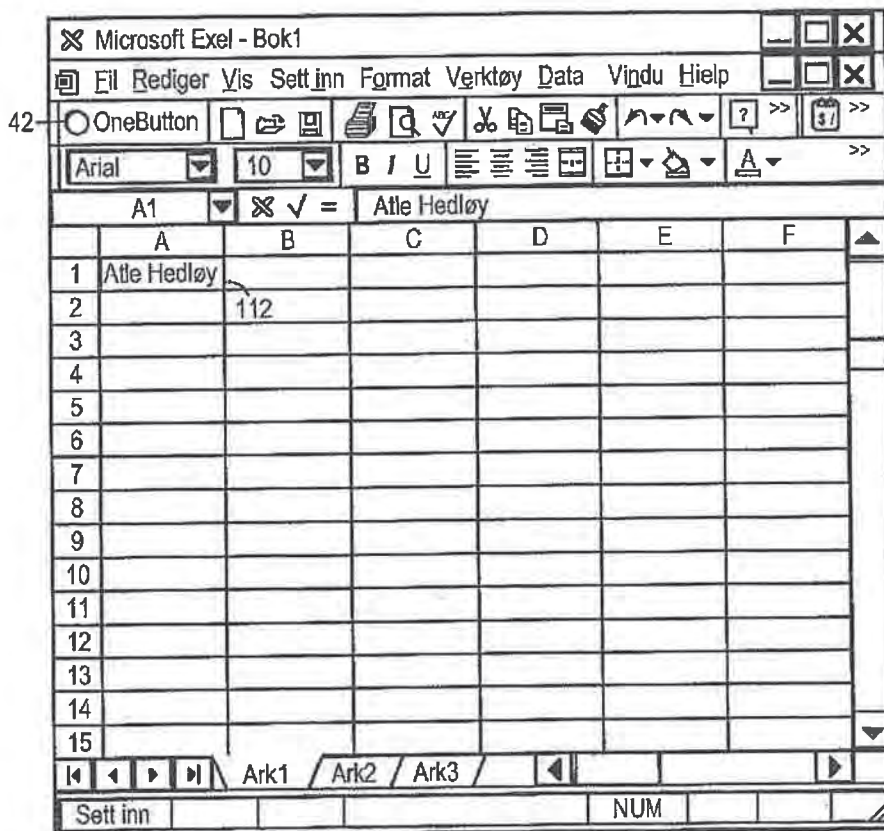 Microsoft Exel - Bok1
Fil Rediger Vis Sett inn Format Verktøy Data Vindu Hielp
42 OneButton ABC ? >> $ / >>
Arial 10 B I U A >>
A1 = Atle Hedløy
A B C D E F
1 Atle Hedløy
2 112
3
4
5
6
7
8
9
10
11
12
13
14
15
Ark1 Ark2 Ark3
Sett inn NUM